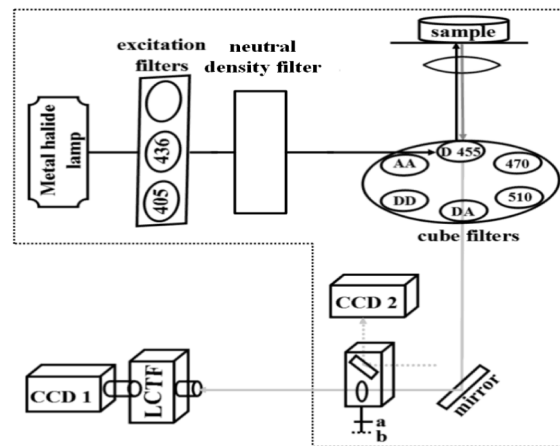 sample
excitation
filters
neutral
density filter
Metal halide
lamp
436
405
D 455
AA
470
DD
DA
510
cube filters
CCD 2
CCD 1
LCTF
a
b
mirror